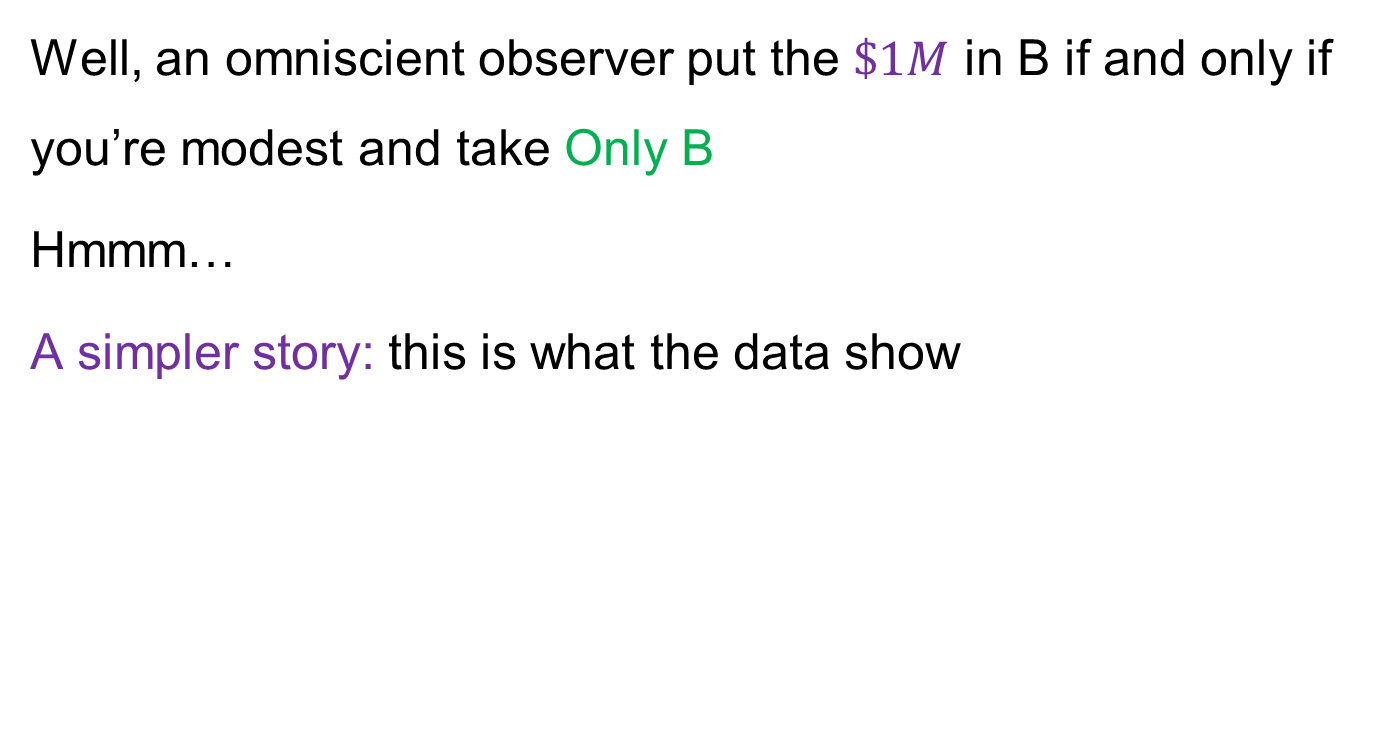 Well, an omniscient observer put the $1M in B if and only if
you’re modest and take Only B
Hmmm…
A simpler story: this is what the data show